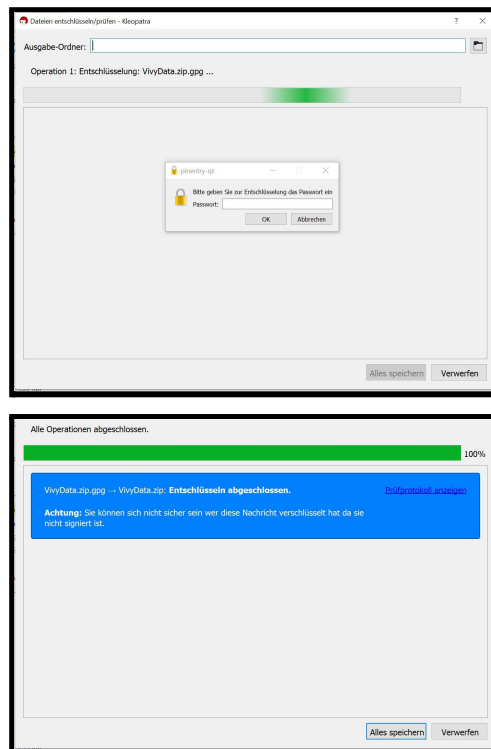 Dateien entschlüsseln/prüfen - Kleopatra
Ausgabe-Ordner:
Operation 1: Entschlüsselung: VivyData.zip.gpg ...
pinentry-qt
Bitte geben Sie zur Entschlüsselung das Passwort ein
Passwort:
OK Abbrechen
Alles speichern Verwerfen
Alle Operationen abgeschlossen.
100%
VivyData.zip.gpg → VivyData.zip: Entschlüsseln abgeschlossen. Prüfprotokoll anzeigen
Achtung: Sie können sich nicht sicher sein wer diese Nachricht verschlüsselt hat da sie
nicht signiert ist.
Alles speichern Verwerfen